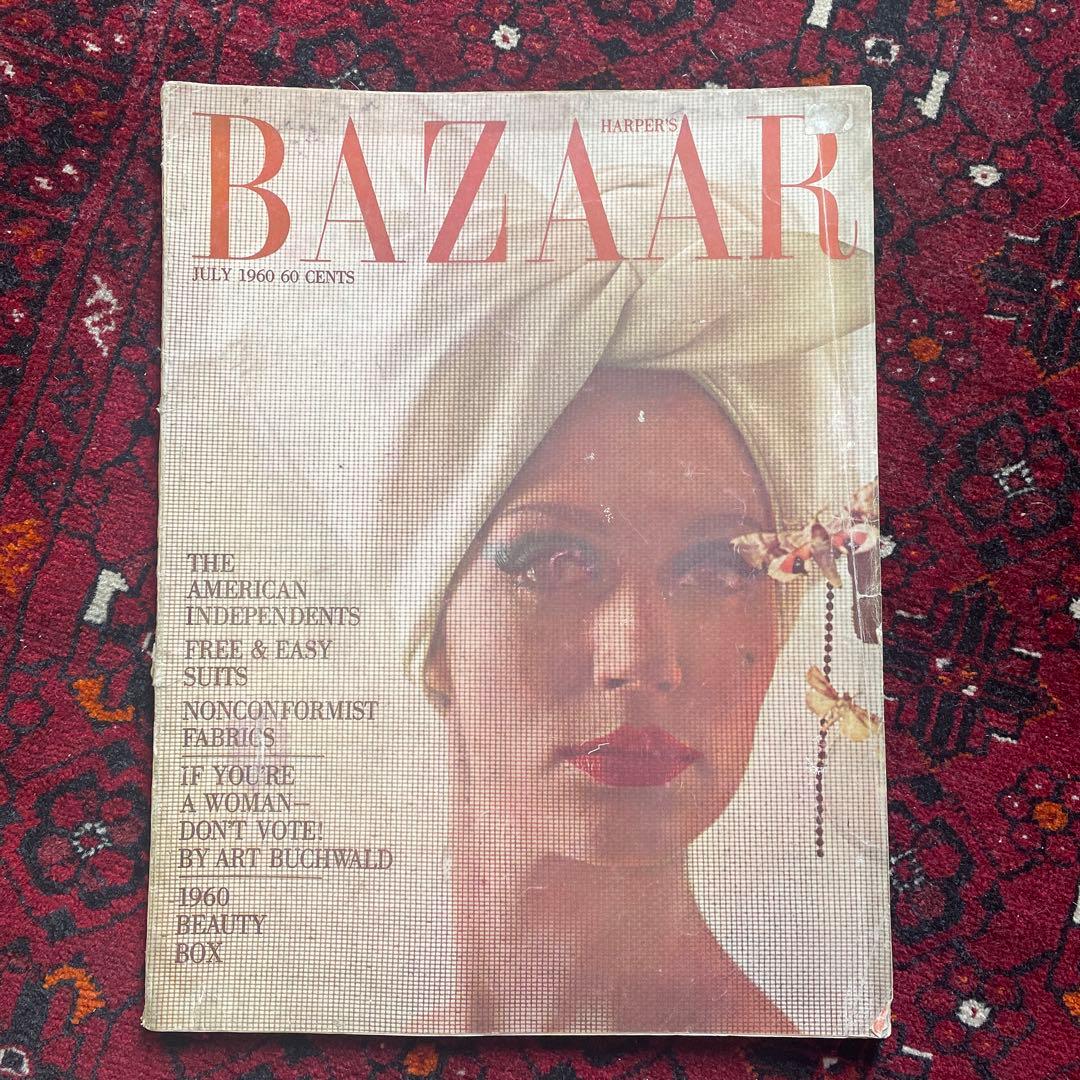 HARPER'S
BAZAAR
JULY 1960 60 CENTS
THE
AMERICAN
INDEPENDENTS
FREE & EASY
SUITS
NONCONFORMIST
FABRICS
IF YOU'RE
A WOMAN—
DON'T VOTE!
BY ART BUCHWALD
1960
BEAUTY
BOX